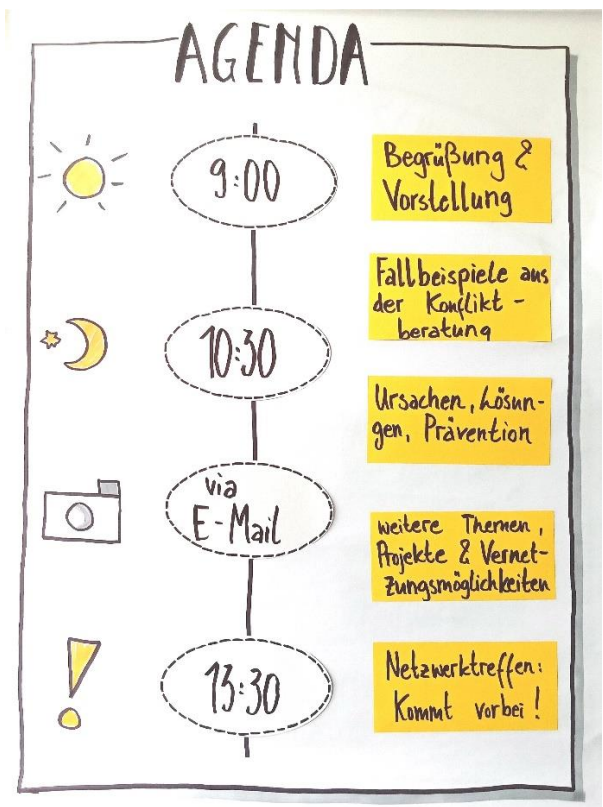 AGENDA
9:00
Begrüßung &
Vorstellung
Fallbeispiele aus
der Konflikt-
beratung
10:30
Ursachen, Lösun-
gen, Prävention
via
E-Mail
weitere Themen,
Projekte & Vernet-
zungsmöglichkeiten
13:30
Netzwerktreffen:
Kommt vorbei!